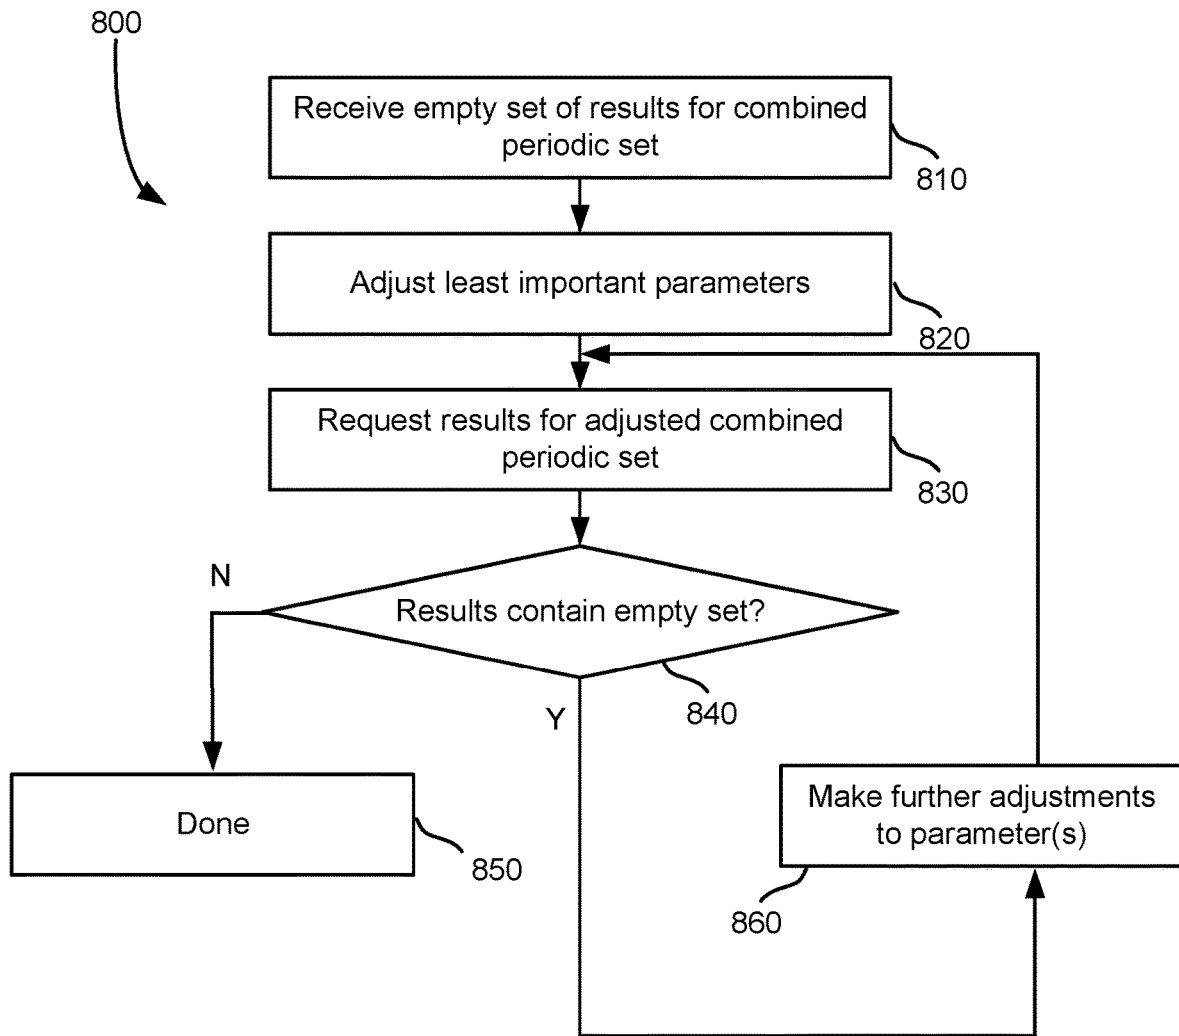 800
Receive empty set of results for combined
periodic set
810
Adjust least important parameters
820
Request results for adjusted combined
periodic set
830
N
Results contain empty set?
840
Y
Done
850
Make further adjustments
to parameter(s)
860